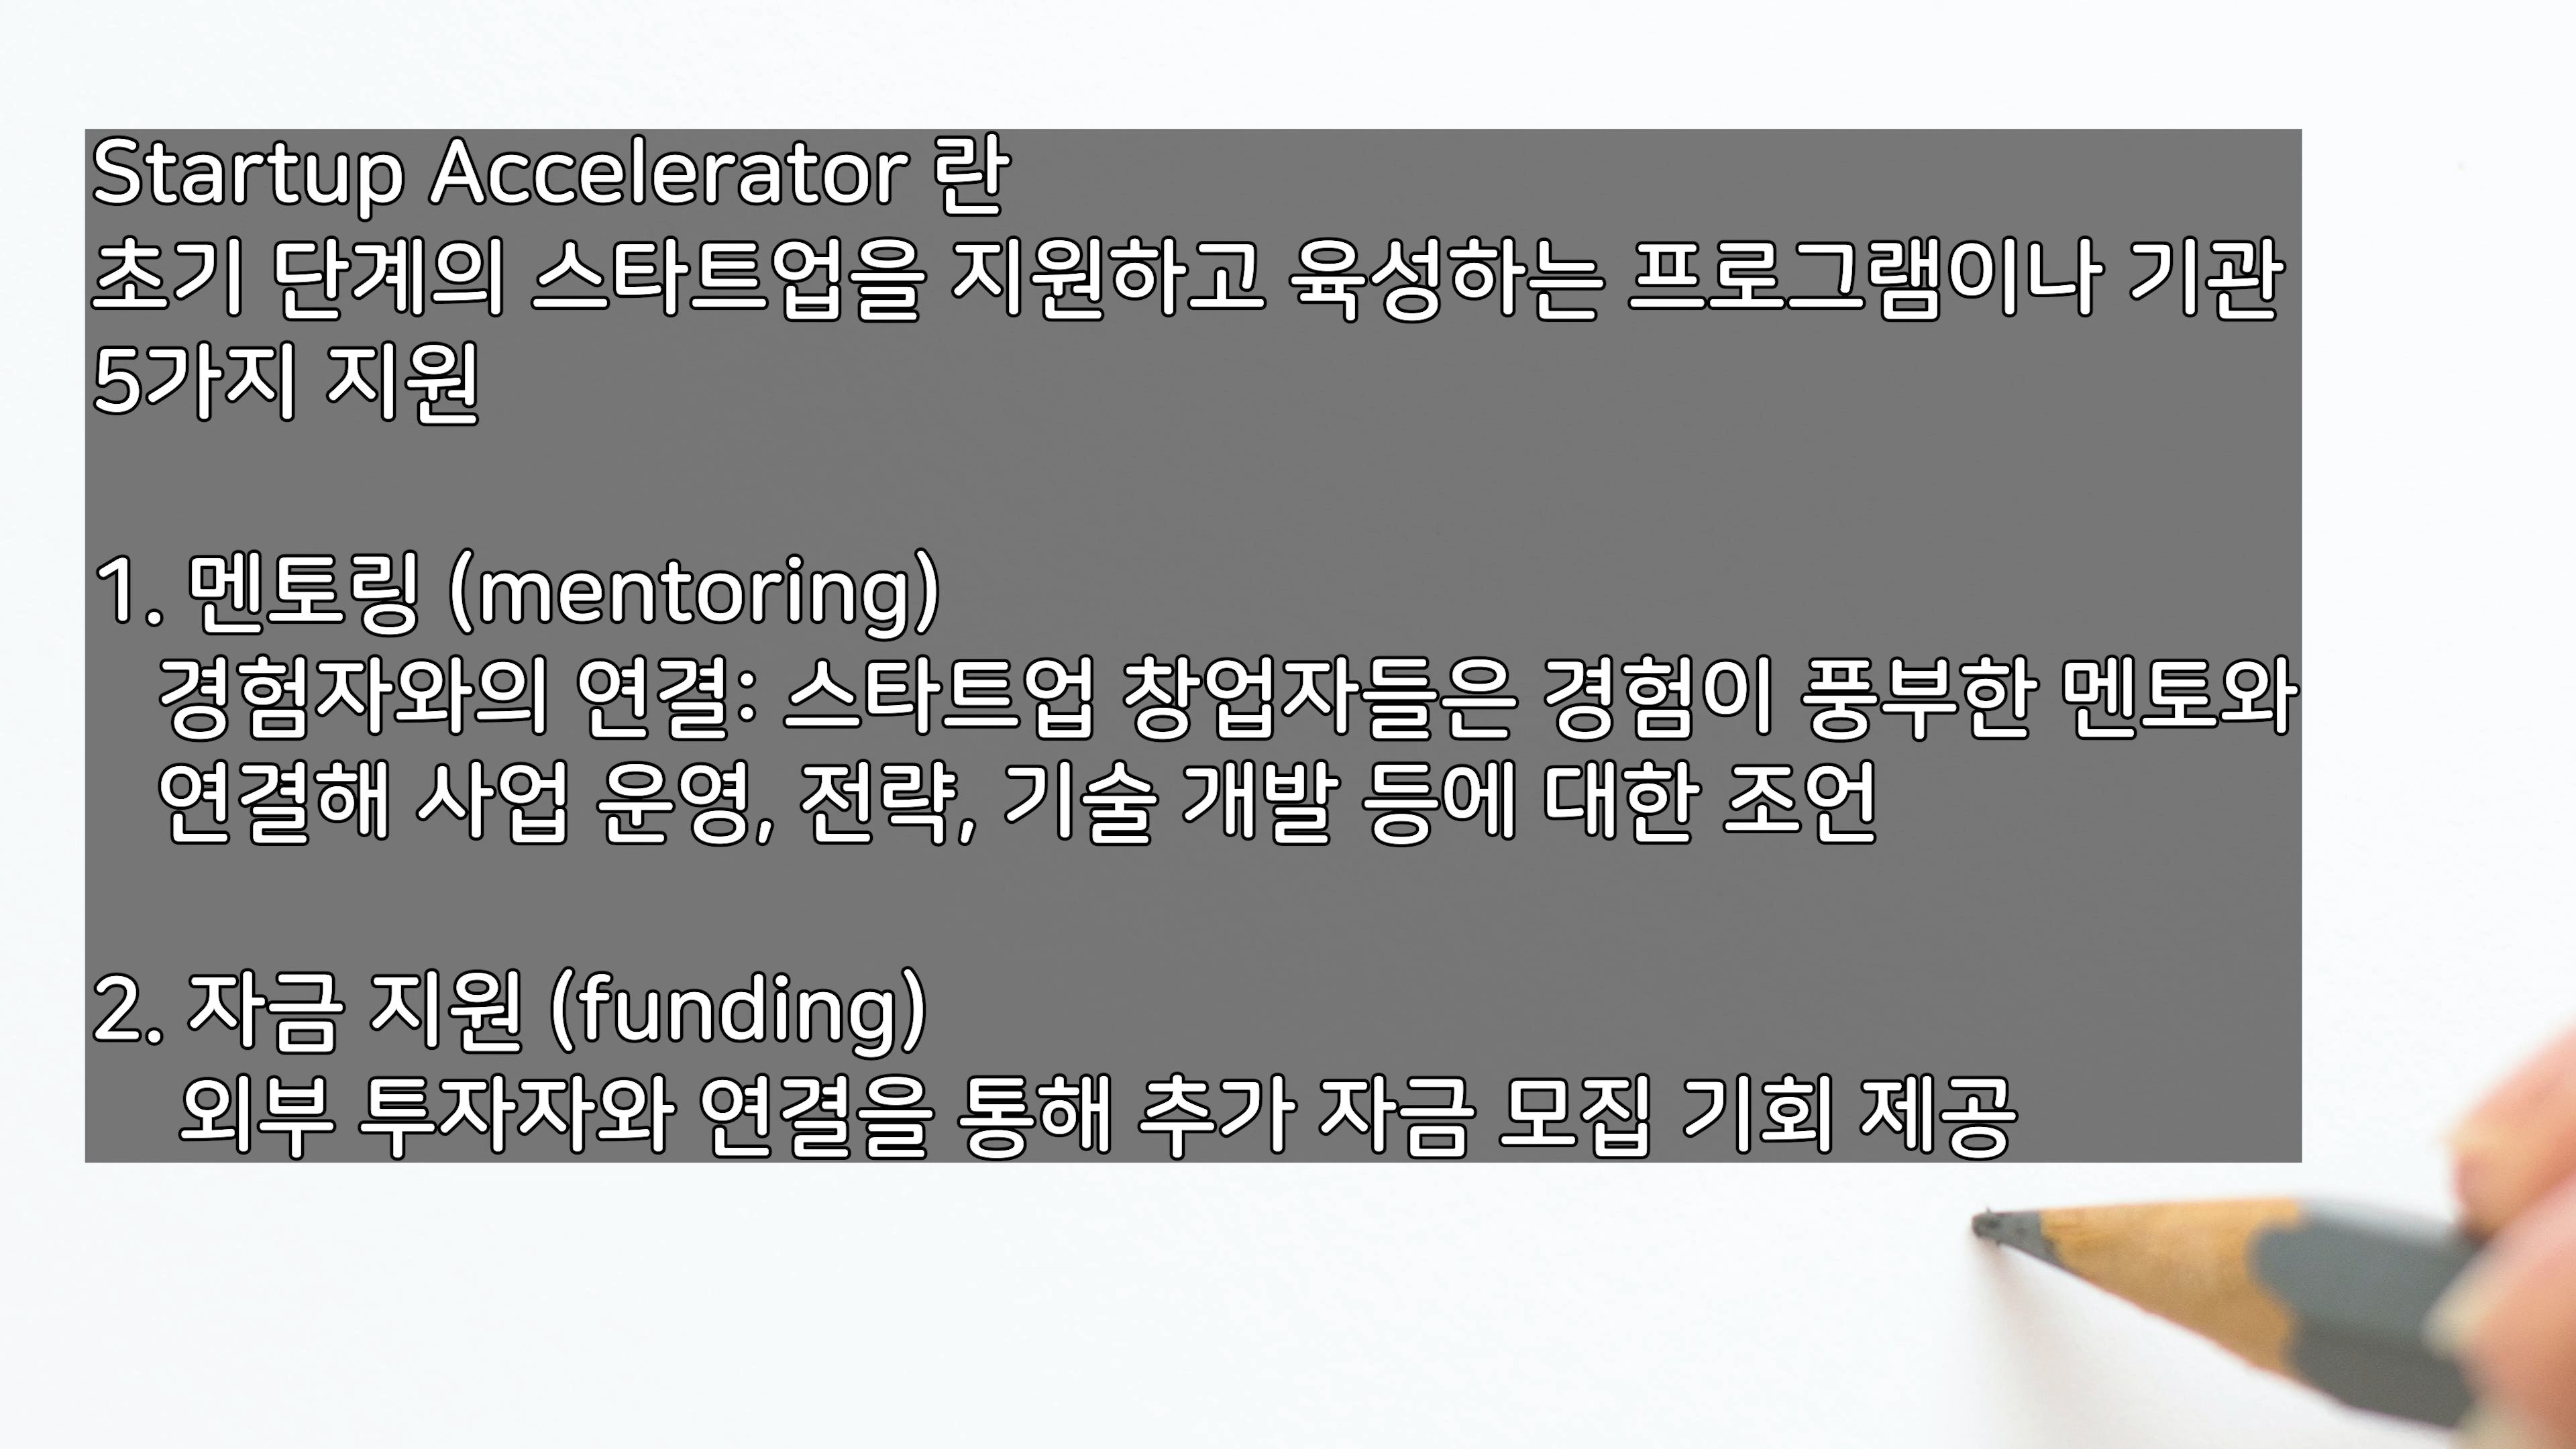 Startup Accelerator 란
초기 단계의 스타트업을 지원하고 육성하는 프로그램이나 기관
5가지 지원
1. 멘토링 (mentoring)
경험자와의 연결: 스타트업 창업자들은 경험이 풍부한 멘토와
연결해 사업 운영, 전략, 기술 개발 등에 대한 조언
2. 자금 지원 (funding)
외부 투자자와 연결을 통해 추가 자금 모집 기회 제공